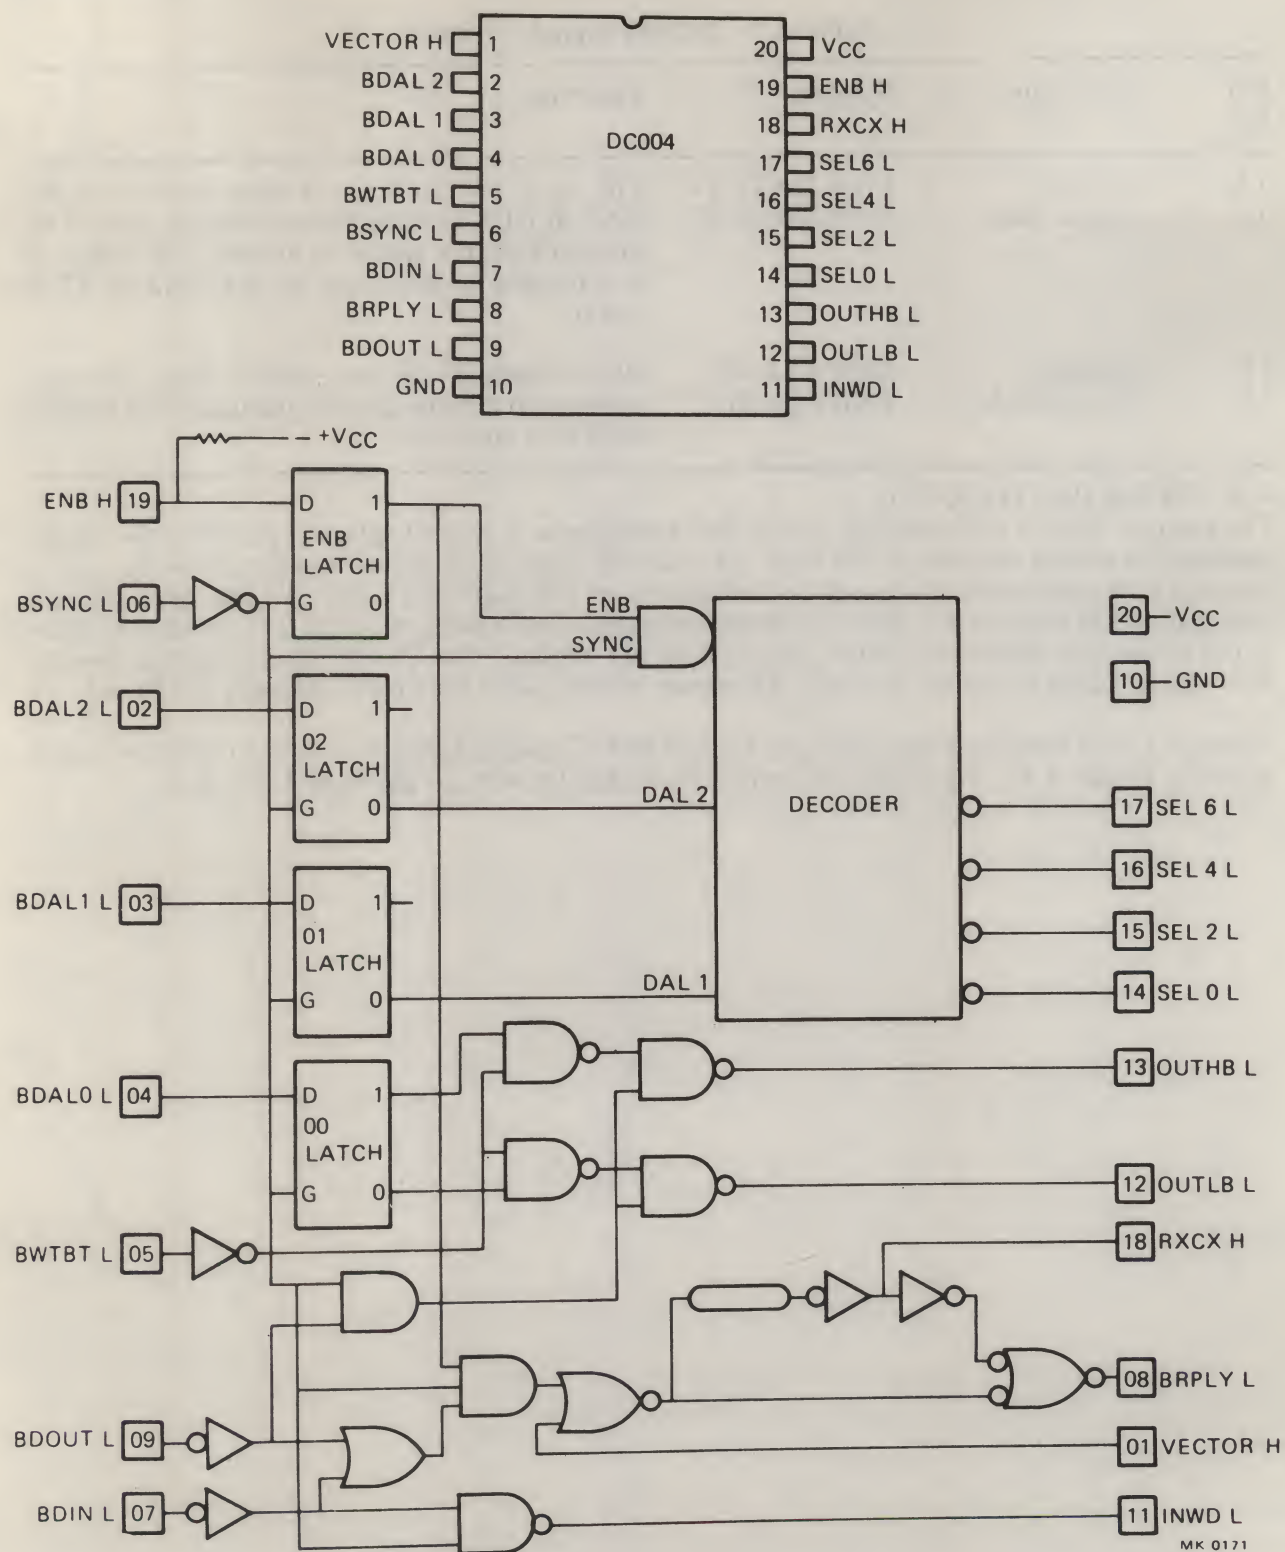 VECTOR H 1
BDAL 2 2
BDAL 1 3
BDAL 0 4
BWTBT L 5
BSYNC L 6
BDIN L 7
BRPLY L 8
BDOUT L 9
GND 10
DC004
20 VCC
19 ENB H
18 RXCX H
17 SEL6 L
16 SEL4 L
15 SEL2 L
14 SEL0 L
13 OUTHB L
12 OUTLB L
11 INWD L
+VCC
ENB H 19
D 1
ENB
LATCH
G 0
BSYNC L 06
ENB
SYNC
20 VCC
10 GND
BDAL2 L 02
D 1
02
LATCH
G 0
DAL 2
DECODER
17 SEL 6 L
16 SEL 4 L
15 SEL 2 L
14 SEL 0 L
BDAL1 L 03
D 1
01
LATCH
G 0
DAL 1
BDAL0 L 04
D 1
00
LATCH
G 0
13 OUTHB L
12 OUTLB L
BWTBT L 05
18 RXCX H
08 BRPLY L
BDOUT L 09
01 VECTOR H
BDIN L 07
11 INWD L
MK 0171